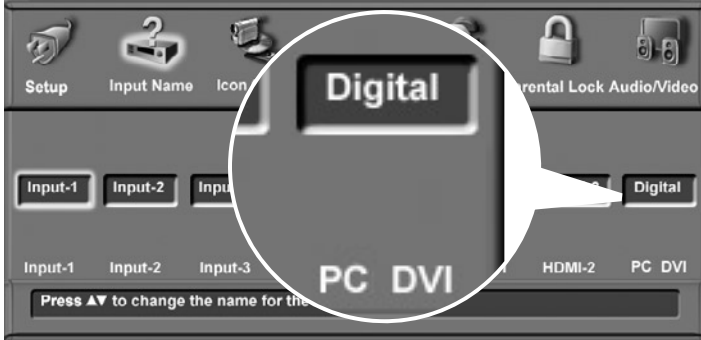 Setup Input Name Icon Parental Lock Audio/Video
Digital
Input-1 Input-2 Digital
PC DVI
Input-1 Input-2 Input-3 HDMI-2 PC DVI
Press ▲▼ to change the name for the